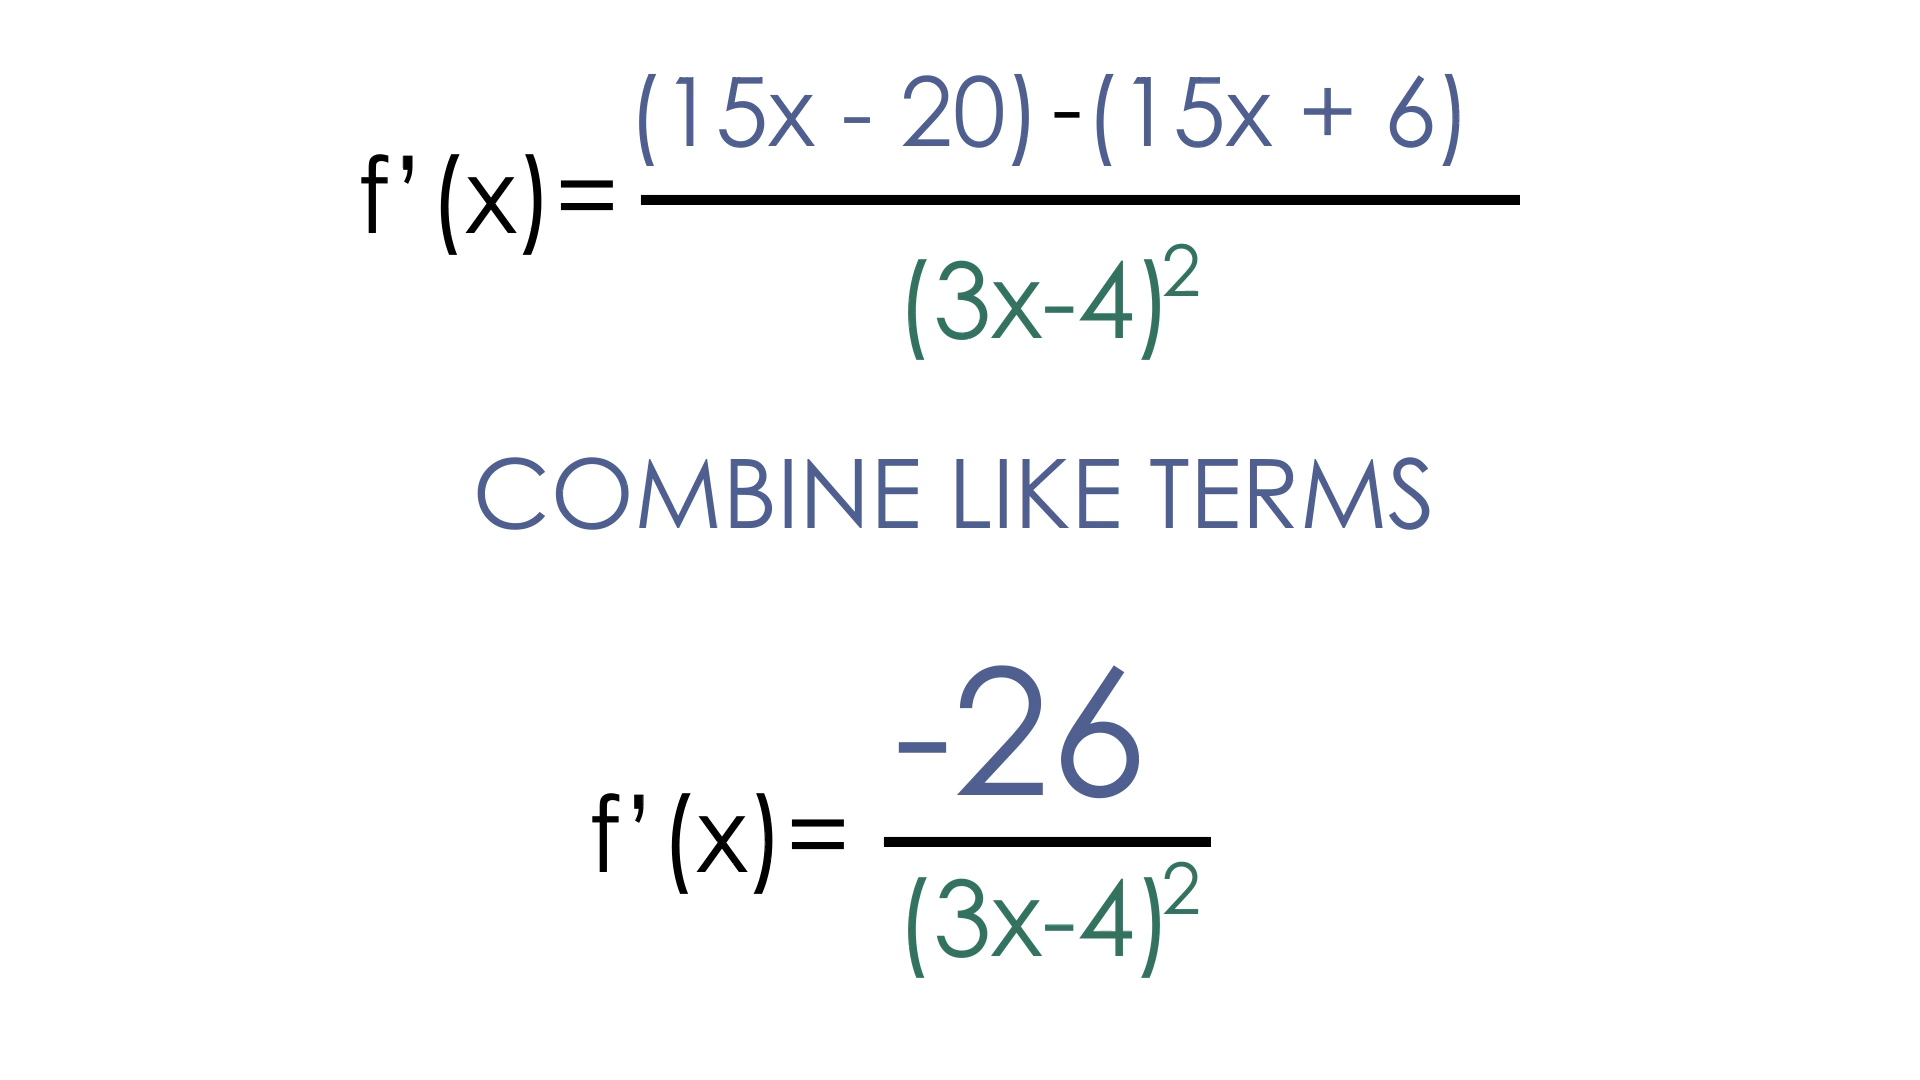 f’(x)= (15x - 20) -(15x + 6)
(3x-4)²
COMBINE LIKE TERMS
f’(x)= -26
(3x-4)²